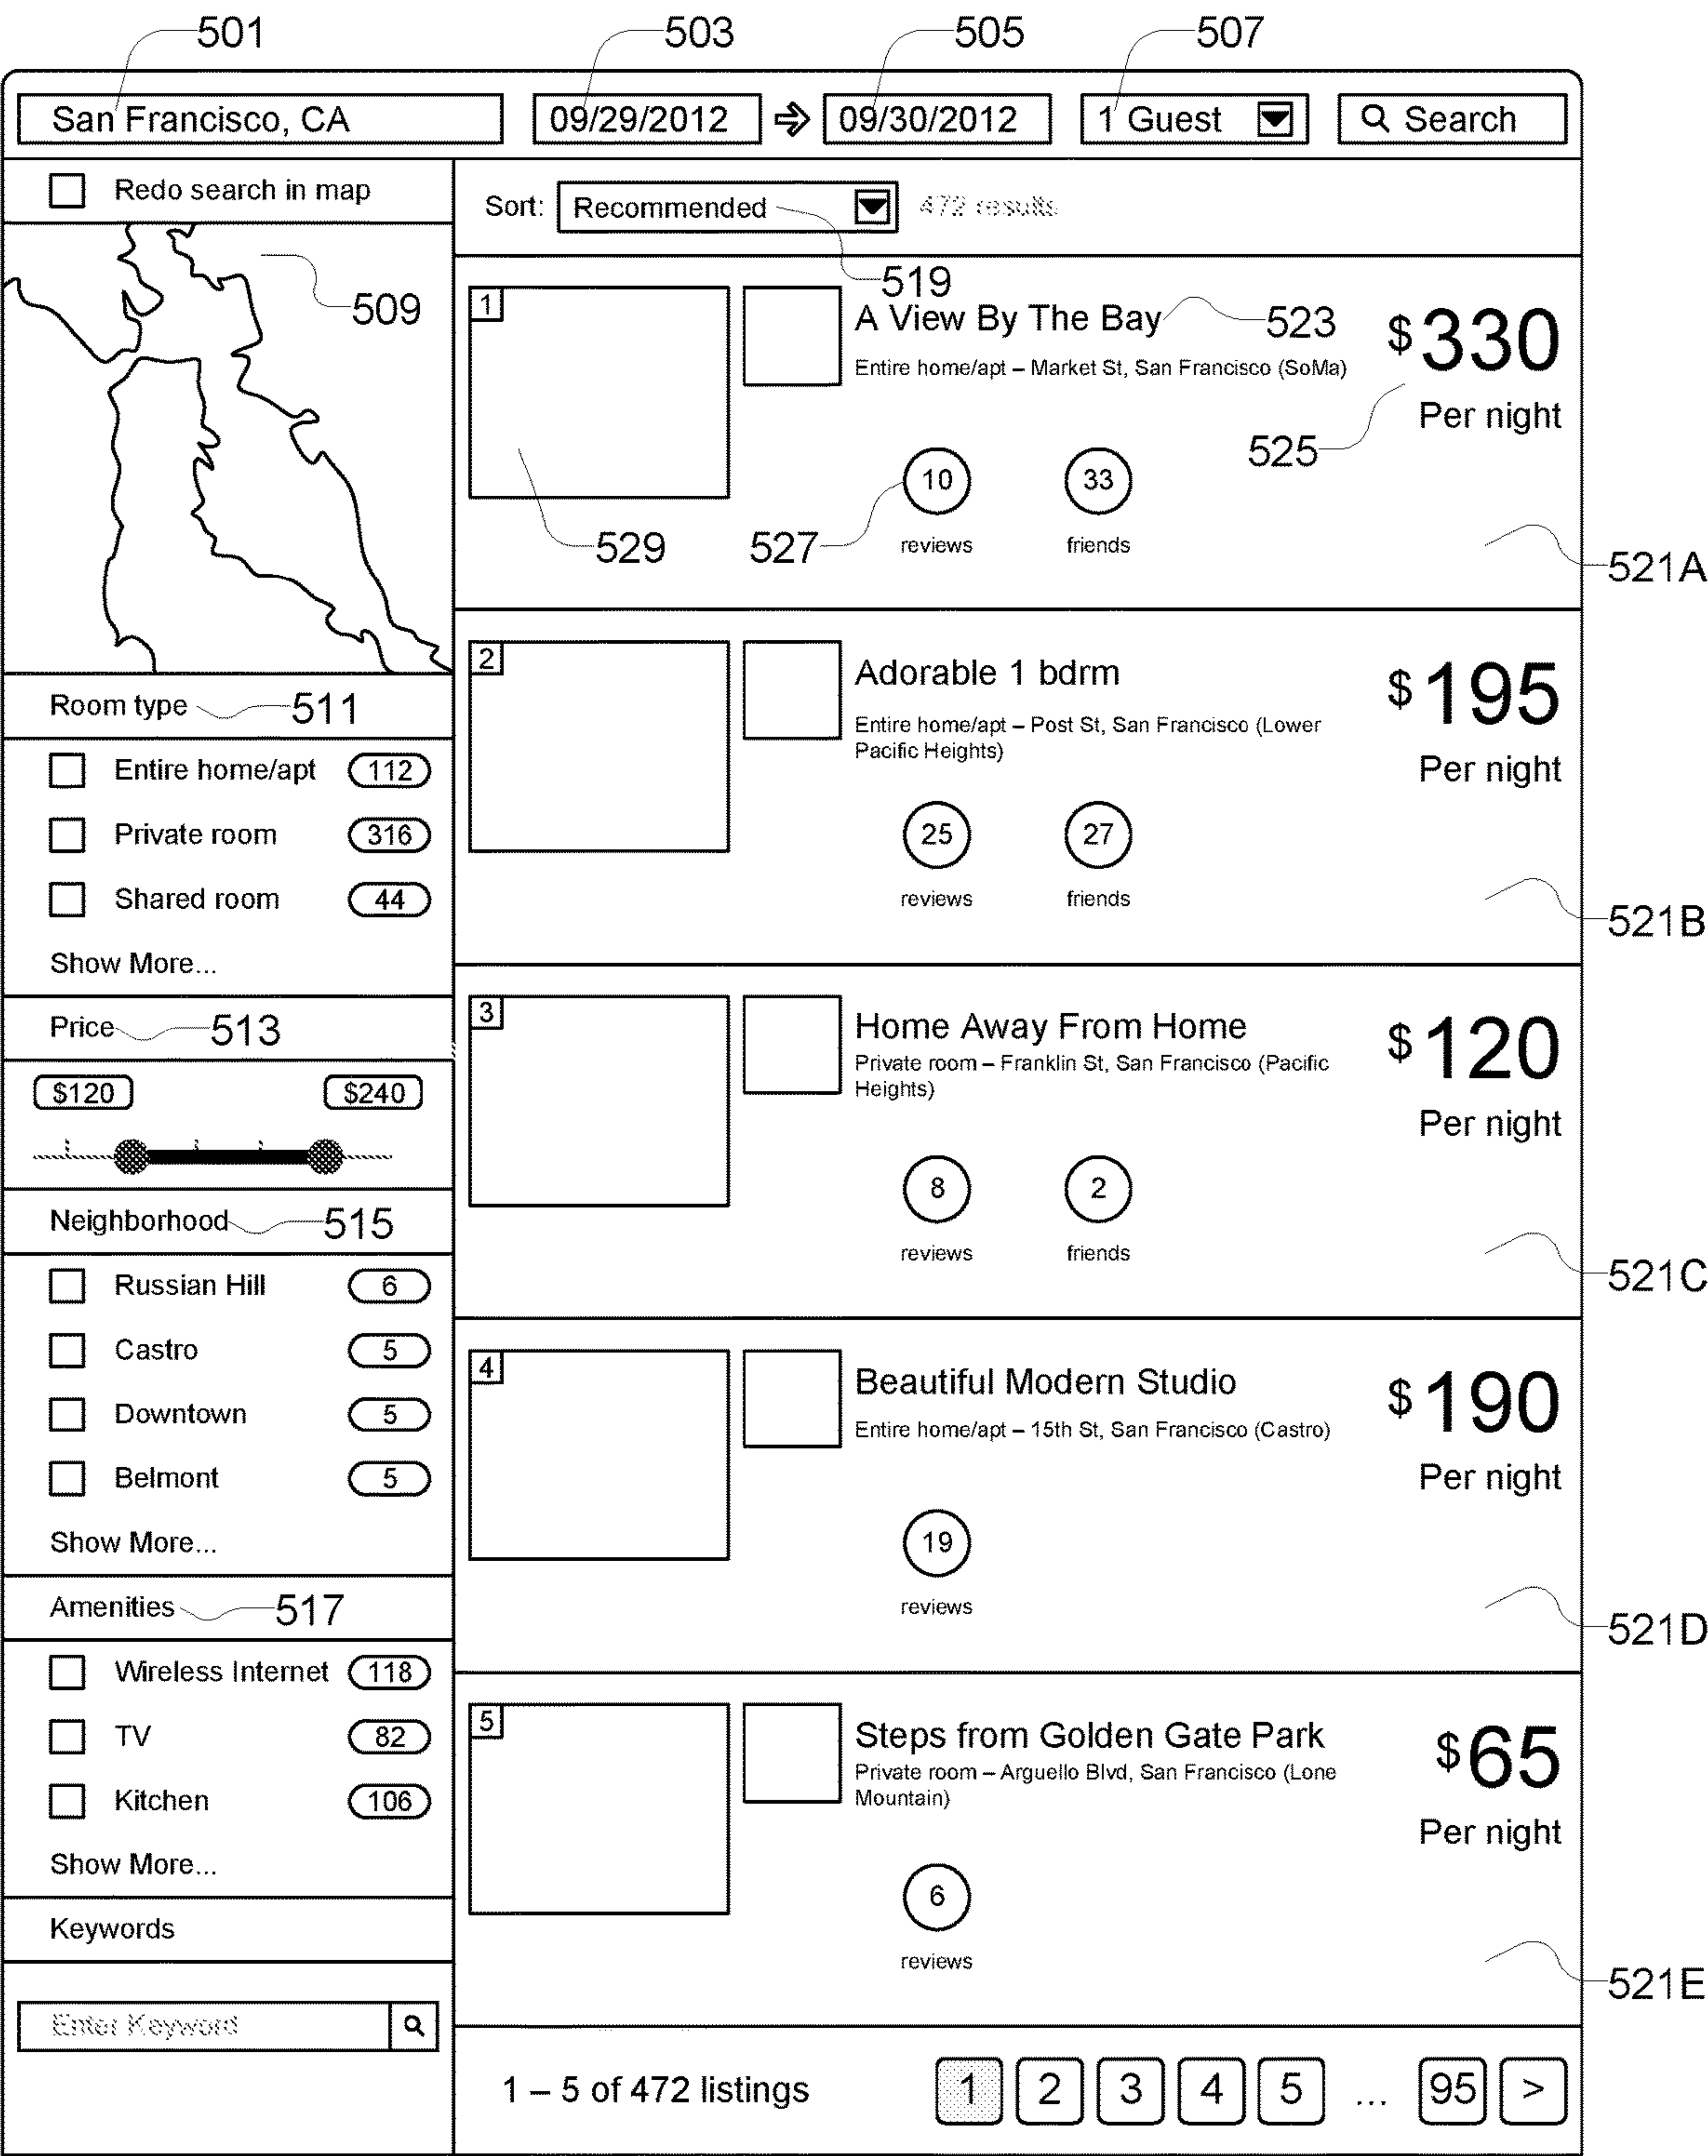 501
503
505
507
San Francisco, CA
09/29/2012
09/30/2012
1 Guest
Search
Redo search in map
509
Room type
511
Entire home/apt 112
Private room 316
Shared room 44
Show More...
Price
513
$120 $240
Neighborhood
515
Russian Hill 6
Castro 5
Downtown 5
Belmont 5
Show More...
Amenities
517
Wireless Internet 118
TV 82
Kitchen 106
Show More...
Keywords
Enter Keyword
Sort: Recommended 472 results
519
1
A View By The Bay
523
$330
Entire home/apt – Market St, San Francisco (SoMa)
Per night
525
10 33
529
527
reviews friends
521A
2
Adorable 1 bdrm
$195
Entire home/apt – Post St, San Francisco (Lower
Pacific Heights)
Per night
25 27
reviews friends
521B
3
Home Away From Home
$120
Private room – Franklin St, San Francisco (Pacific
Heights)
Per night
8 2
reviews friends
521C
4
Beautiful Modern Studio
$190
Entire home/apt – 15th St, San Francisco (Castro)
Per night
19
reviews
521D
5
Steps from Golden Gate Park
$65
Private room – Arguello Blvd, San Francisco (Lone
Mountain)
Per night
6
reviews
521E
1 – 5 of 472 listings
1 2 3 4 5 ... 95 >